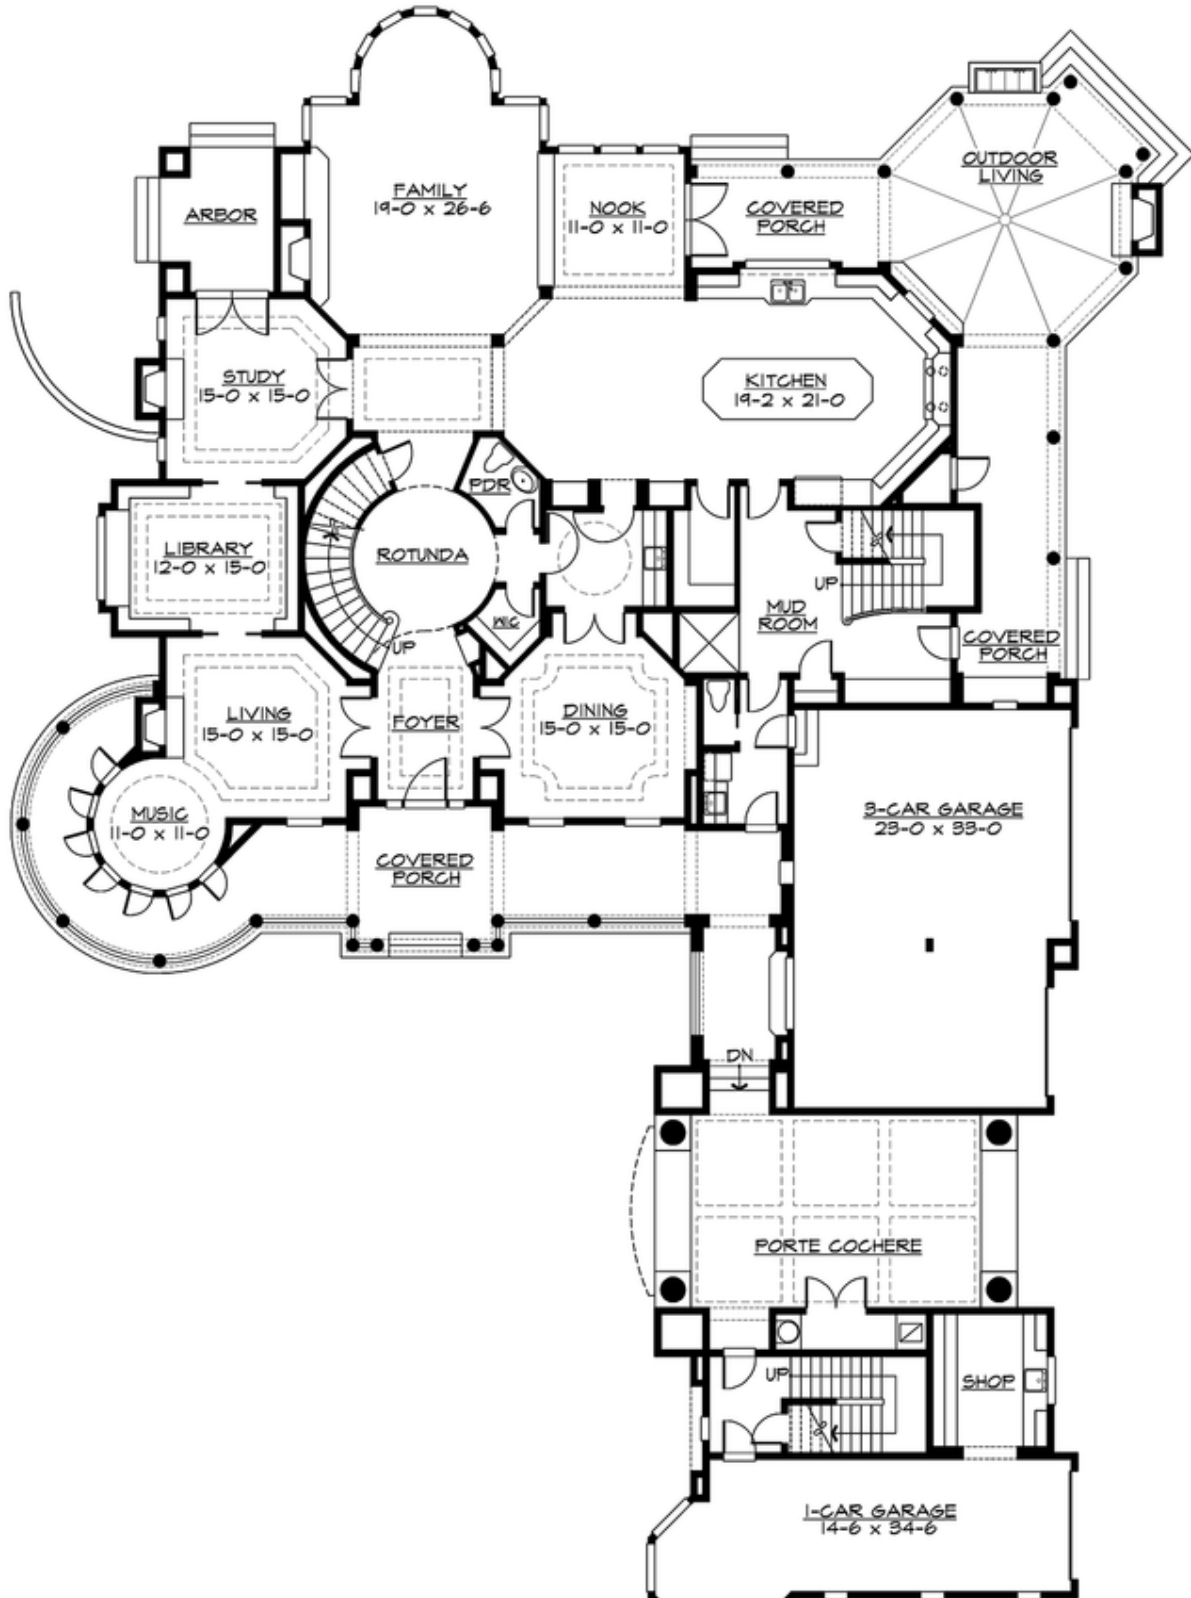 OUTDOOR
LIVING
FAMILY
19-0 x 26-6
ARBOR
NOOK
11-0 x 11-0
COVERED
PORCH
STUDY
15-0 x 15-0
KITCHEN
19-2 x 21-0
PDR
LIBRARY
12-0 x 15-0
ROTUNDA
UP
MUD
ROOM
WIC
UP
COVERED
PORCH
LIVING
15-0 x 15-0
FOYER
DINING
15-0 x 15-0
MUSIC
11-0 x 11-0
3-CAR GARAGE
23-0 x 33-0
COVERED
PORCH
DN
PORTE COCHERE
UP
SHOP
1-CAR GARAGE
14-6 x 34-6